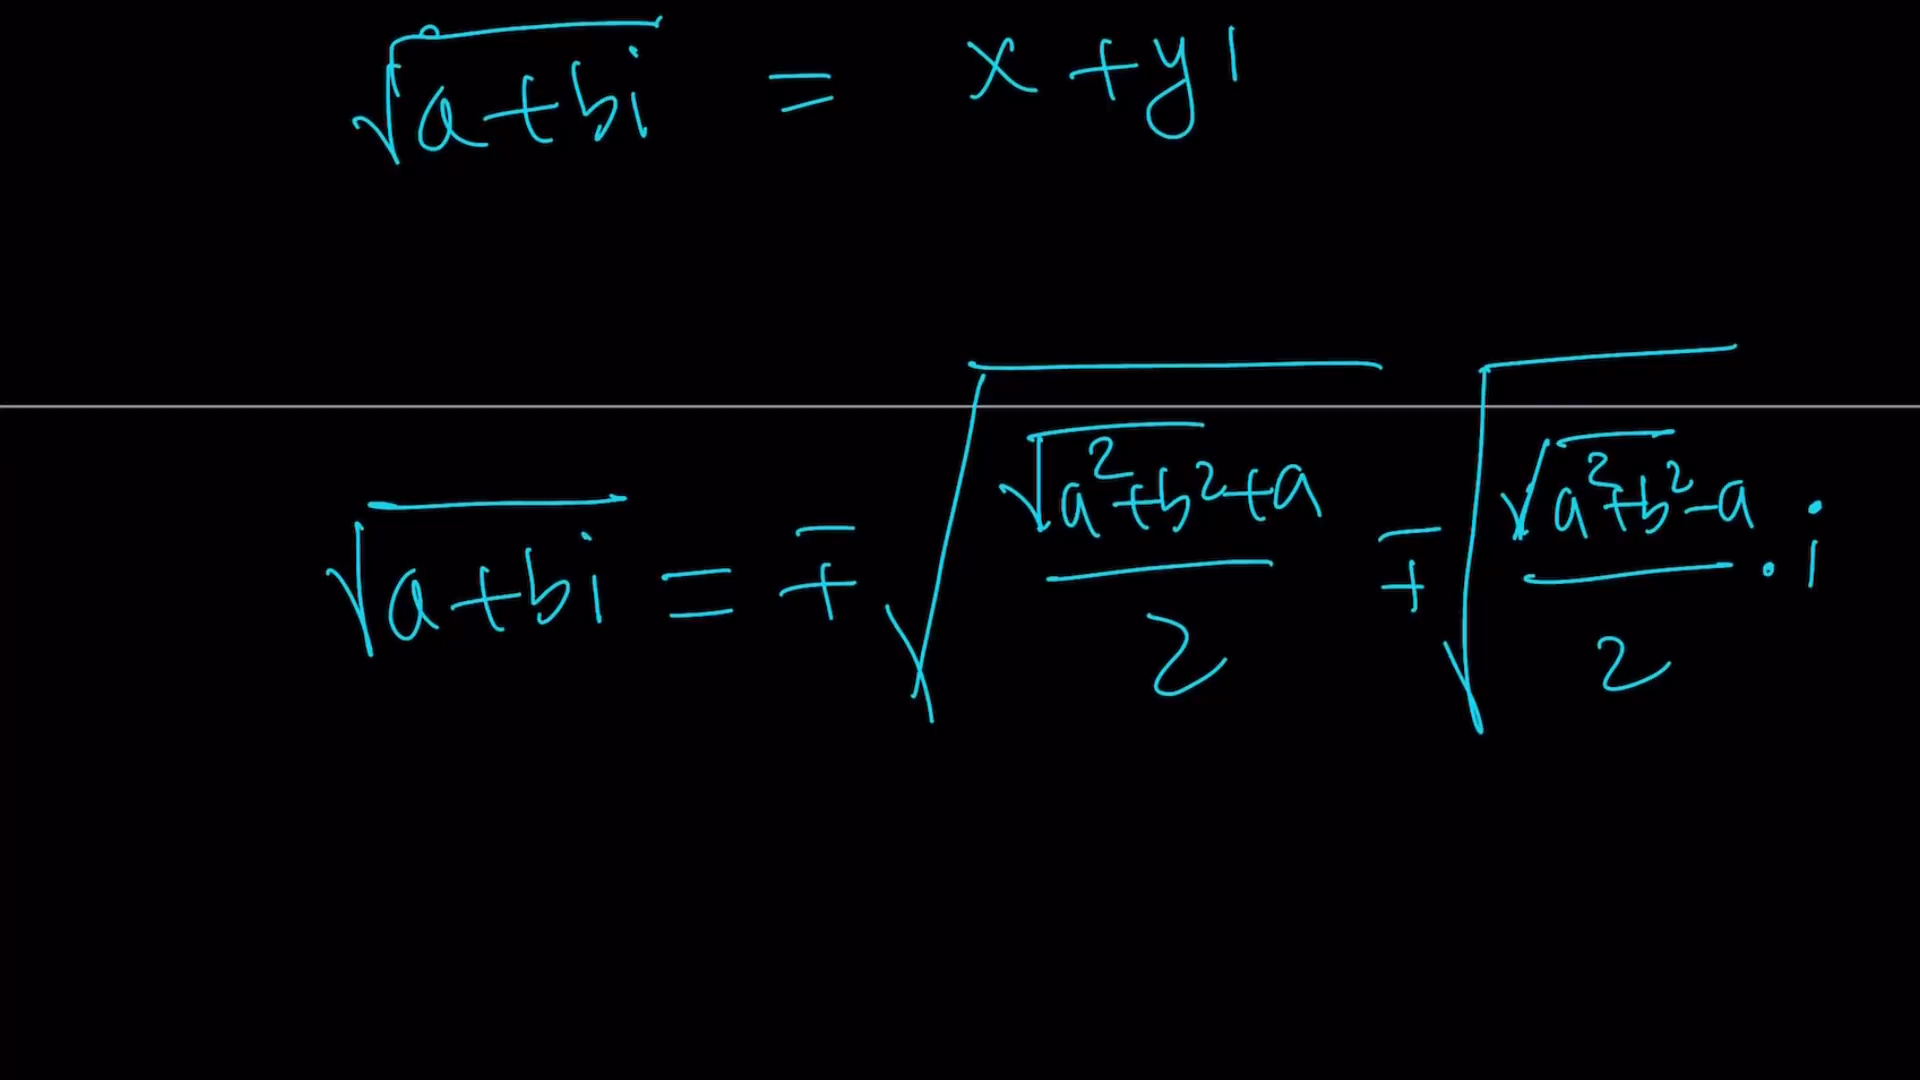 √(a+bi) = x+yi
√(a+bi) = ∓√((√(a²+b²)+a)/2) ∓ √((√(a²+b²)-a)/2) · i